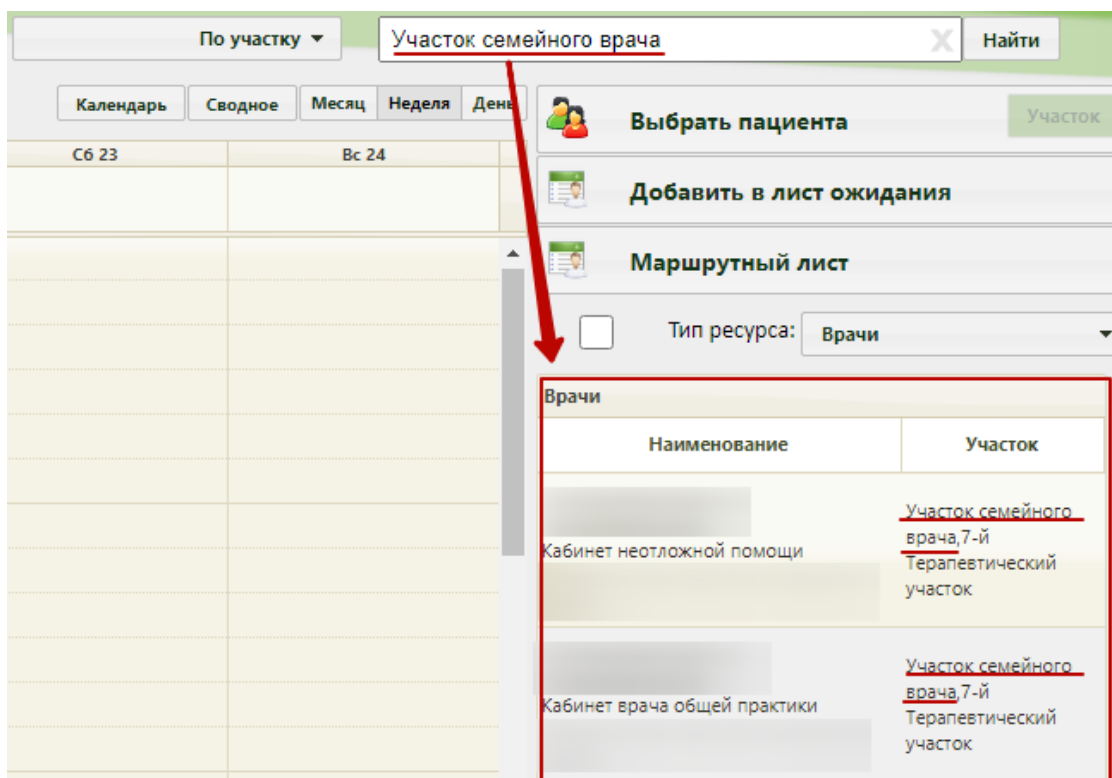 По участку
Участок семейного врача
X
Найти
Календарь
Сводное
Месяц
Неделя
День
Сб 23
Вс 24
Выбрать пациента
Участок
Добавить в лист ожидания
Маршрутный лист
Тип ресурса:
Врачи
Врачи
Наименование
Участок
Кабинет неотложной помощи
Участок семейного
врача,7-й
Терапевтический
участок
Кабинет врача общей практики
Участок семейного
врача,7-й
Терапевтический
участок